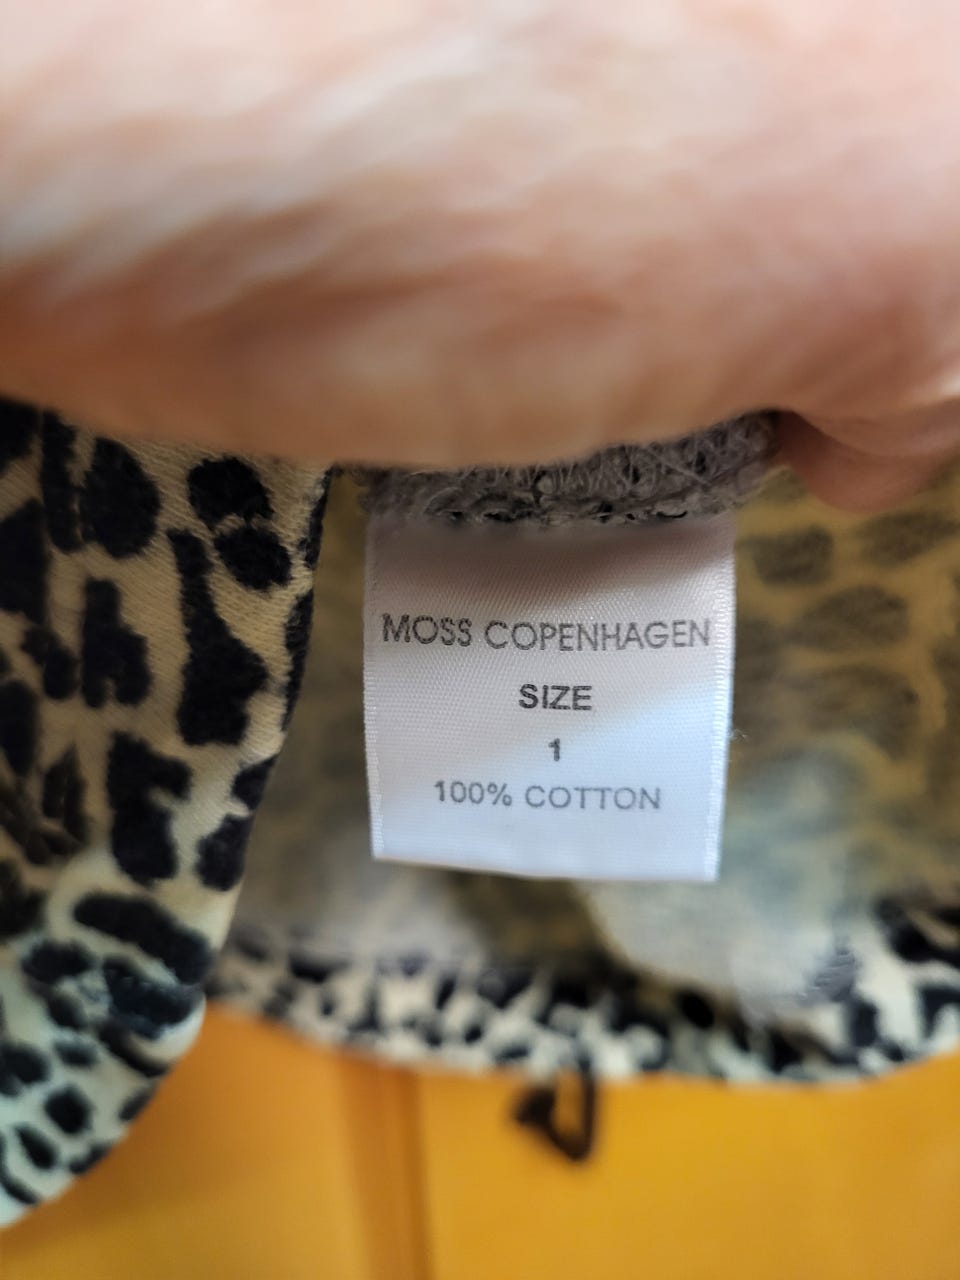 MOSS COPENHAGEN
SIZE
1
100% COTTON